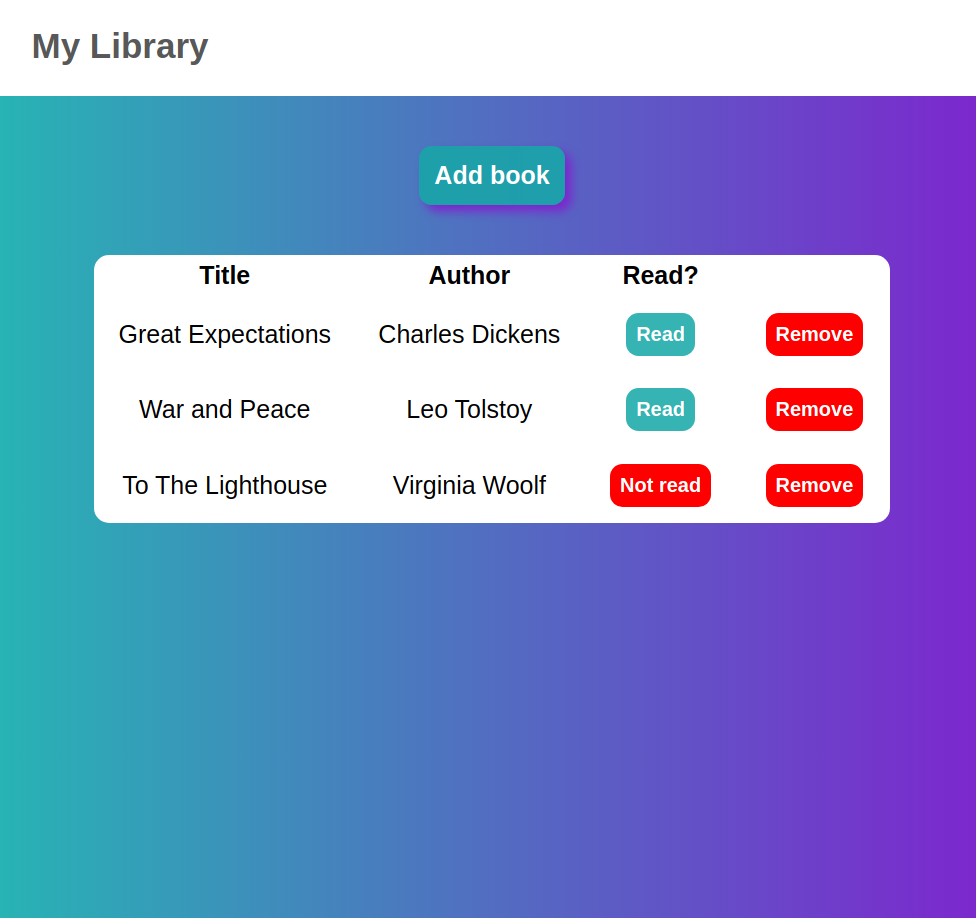 My Library
Add book
Title Author Read?
Great Expectations Charles Dickens Read Remove
War and Peace Leo Tolstoy Read Remove
To The Lighthouse Virginia Woolf Not read Remove